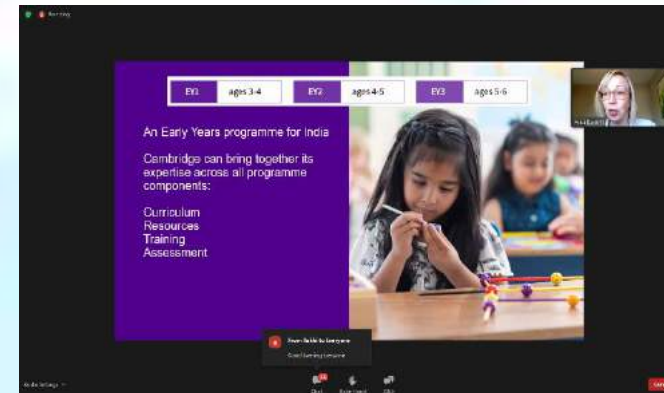 EY1 ages 3-4 EY2 ages 4-5 EY3 ages 5-6
An Early Years programme for India
Cambridge can bring together its
expertise across all programme
components:
Curriculum
Resources
Training
Assessment
Chat